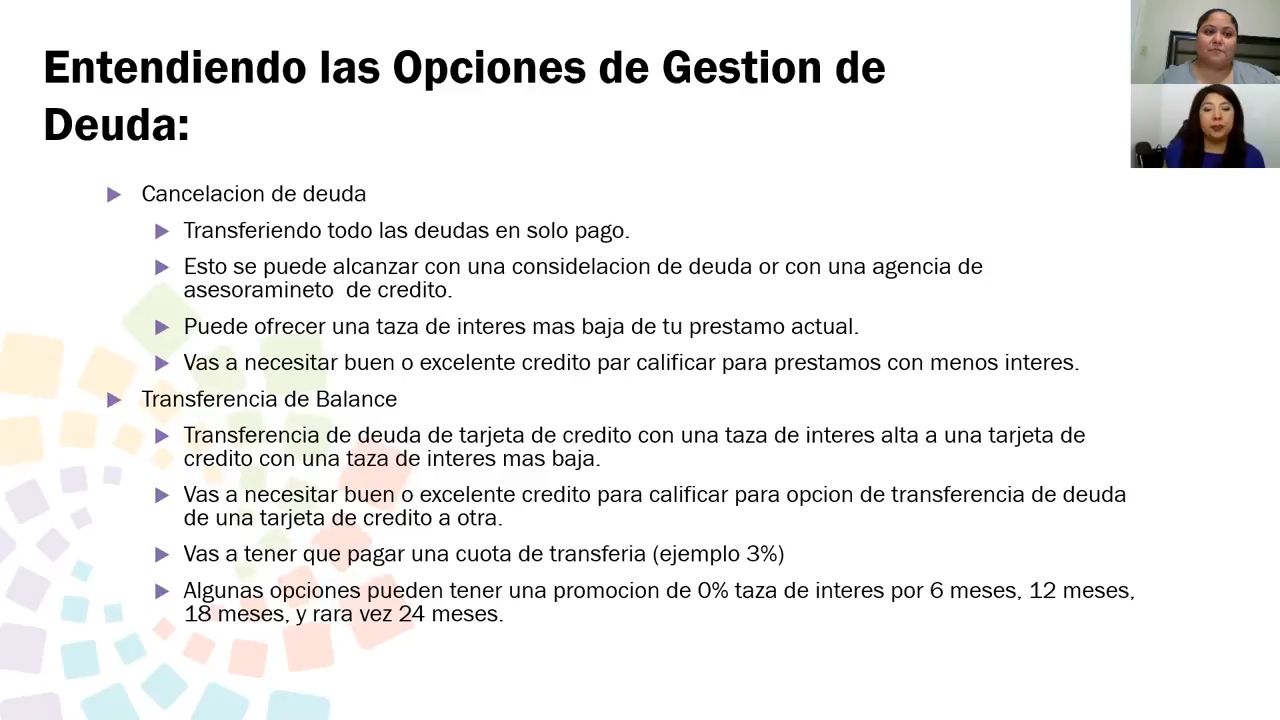 Entendiendo las Opciones de Gestion de
Deuda:
Cancelacion de deuda
Transferiendo todo las deudas en solo pago.
Esto se puede alcanzar con una considelacion de deuda or con una agencia de
asesoramineto  de credito.
Puede ofrecer una taza de interes mas baja de tu prestamo actual.
Vas a necesitar buen o excelente credito par calificar para prestamos con menos interes.
Transferencia de Balance
Transferencia de deuda de tarjeta de credito con una taza de interes alta a una tarjeta de
credito con una taza de interes mas baja.
Vas a necesitar buen o excelente credito para calificar para opcion de transferencia de deuda
de una tarjeta de credito a otra.
Vas a tener que pagar una cuota de transferia (ejemplo 3%)
Algunas opciones pueden tener una promocion de 0% taza de interes por 6 meses, 12 meses,
18 meses, y rara vez 24 meses.